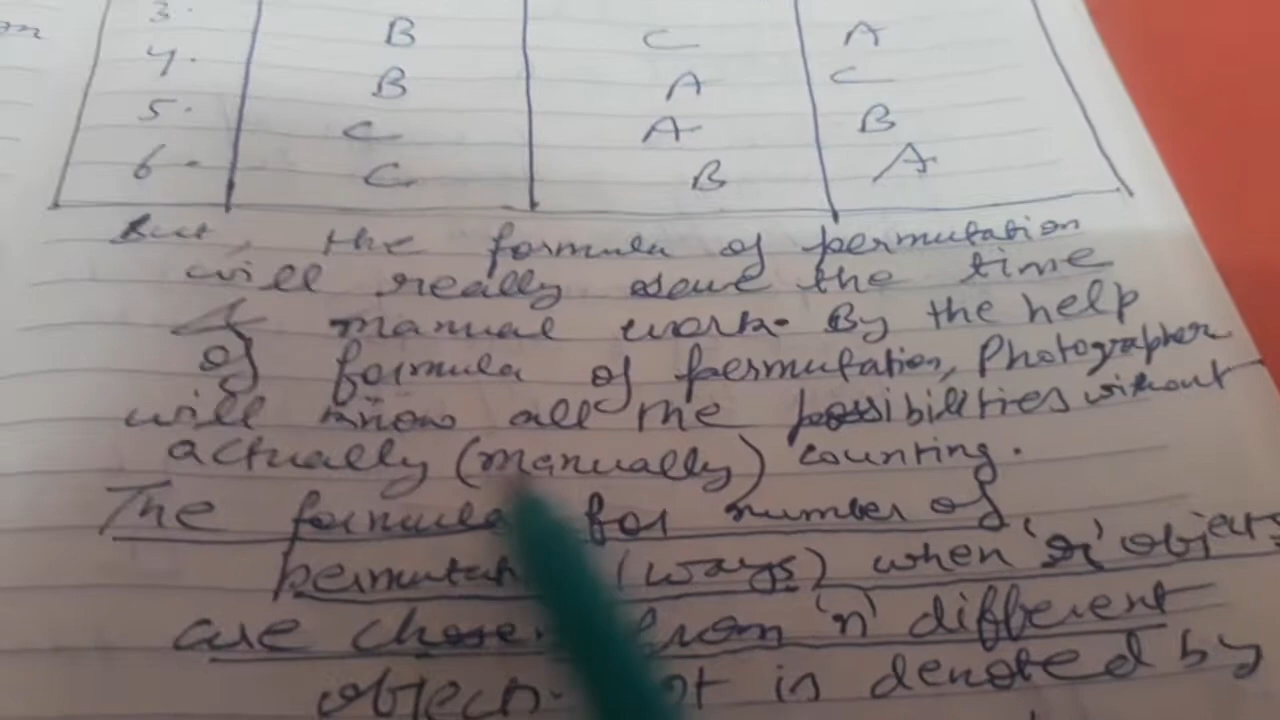 3.
B C A
4.
B A C
5.
C A B
6.
C B A
But, the formula of permutation
will really save the time
& manual work. By the help
of formula of permutation, Photographer
will know all the possibilities without
actually (manually) counting.
The formula for number of
(ways) when 'r' objects
are from 'n' different
It is denoted by